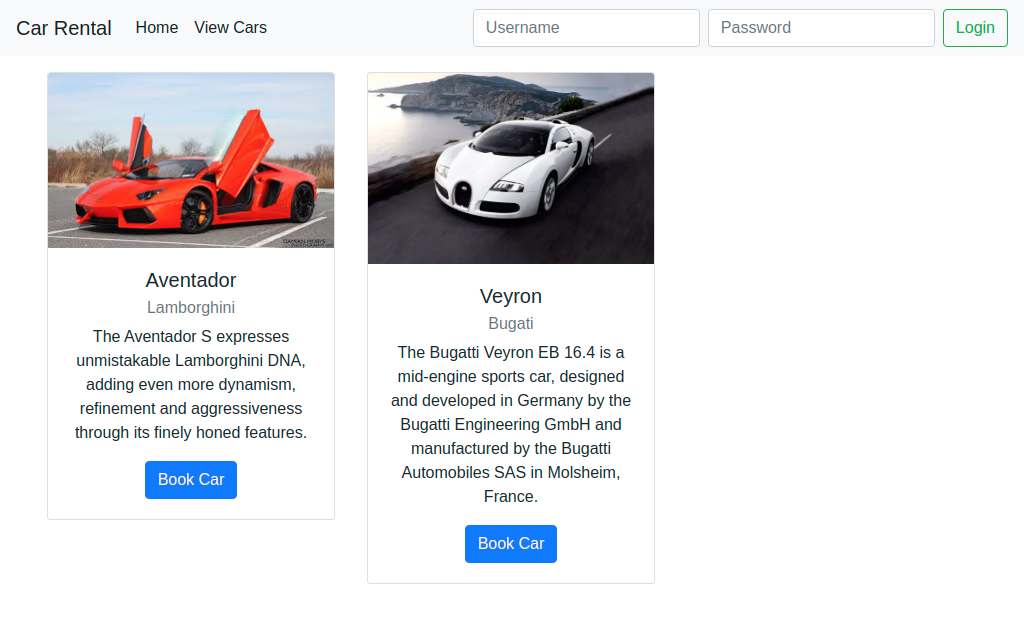 Car Rental Home View Cars Username Password Login
Aventador
Lamborghini
The Aventador S expresses
unmistakable Lamborghini DNA,
adding even more dynamism,
refinement and aggressiveness
through its finely honed features.
Book Car
Veyron
Bugati
The Bugatti Veyron EB 16.4 is a
mid-engine sports car, designed
and developed in Germany by the
Bugatti Engineering GmbH and
manufactured by the Bugatti
Automobiles SAS in Molsheim,
France.
Book Car